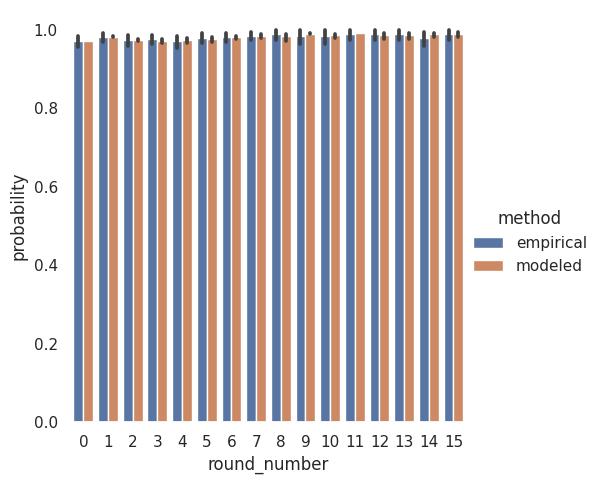 1.0
0.8
0.6
0.4
0.2
0.0
probability
0 1 2 3 4 5 6 7 8 9 10 11 12 13 14 15
round_number
method
empirical
modeled